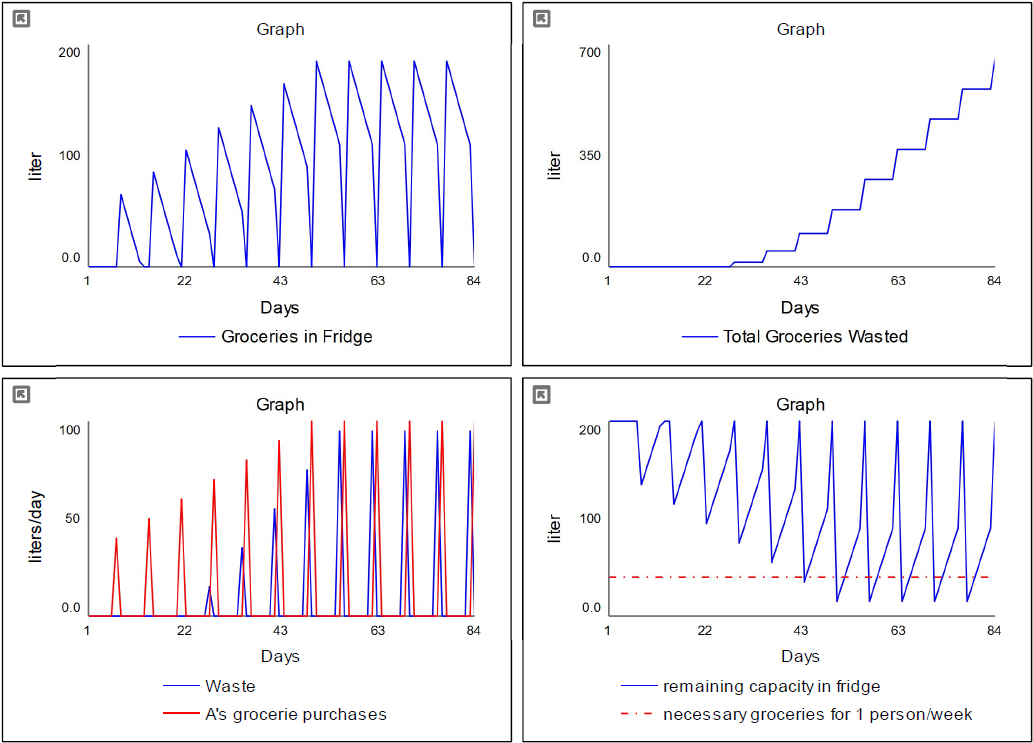 Graph
liter
200
100
0.0
1 22 43 63 84
Days
Groceries in Fridge
Graph
liter
700
350
0.0
1 22 43 63 84
Days
Total Groceries Wasted
Graph
liters/day
100
50
0.0
1 22 43 63 84
Days
Waste
A's grocerie purchases
Graph
liter
200
100
0.0
1 22 43 63 84
Days
remaining capacity in fridge
necessary groceries for 1 person/week